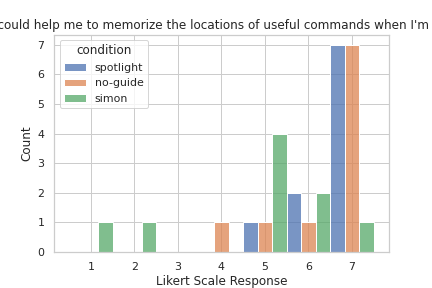 could help me to memorize the locations of useful commands when I'm
condition
spotlight
no-guide
simon
7
6
5
4
3
2
1
0
Count
1 2 3 4 5 6 7
Likert Scale Response